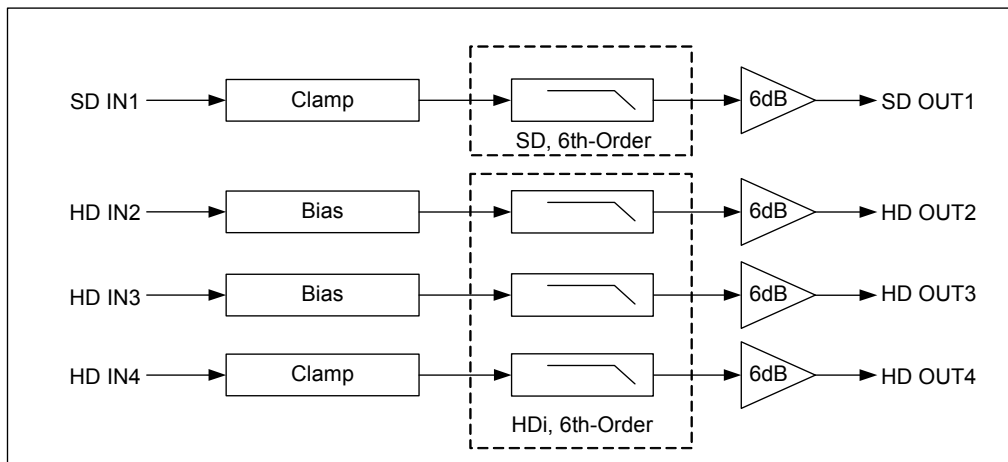 SD IN1 Clamp 6dB SD OUT1
SD, 6th-Order
HD IN2 Bias 6dB HD OUT2
HD IN3 Bias 6dB HD OUT3
HD IN4 Clamp 6dB HD OUT4
HDi, 6th-Order